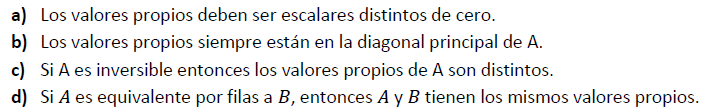 a) Los valores propios deben ser escalares distintos de cero.
b) Los valores propios siempre están en la diagonal principal de A.
c) Si A es inversible entonces los valores propios de A son distintos.
d) Si A es equivalente por filas a B, entonces A y B tienen los mismos valores propios.